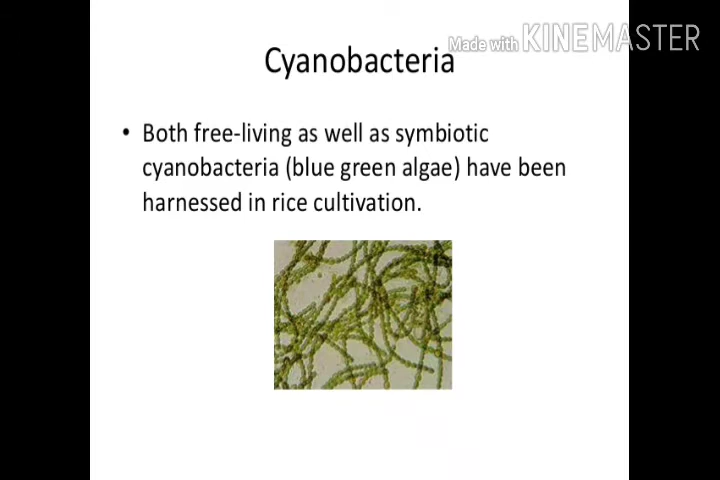 Made with KINEMASTER
Cyanobacteria
• Both free-living as well as symbiotic
cyanobacteria (blue green algae) have been
harnessed in rice cultivation.